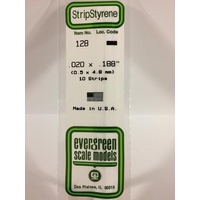 StripStyrene
Item No. Loc. Code
128
.020 x .188"
(0.5 x 4.8 mm)
10 Strips
Made in U.S.A.
evergreen
scale models
Des Plaines, IL 60018